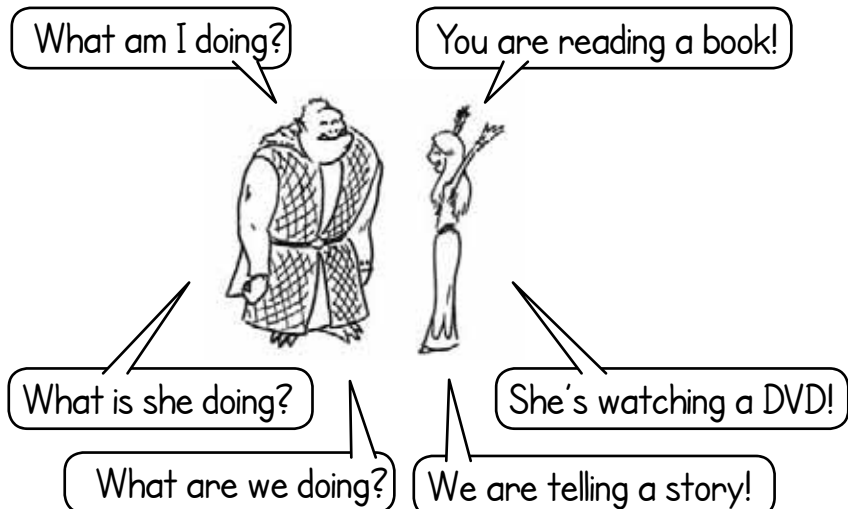 What am I doing?
You are reading a book!
What is she doing?
She's watching a DVD!
What are we doing?
We are telling a story!